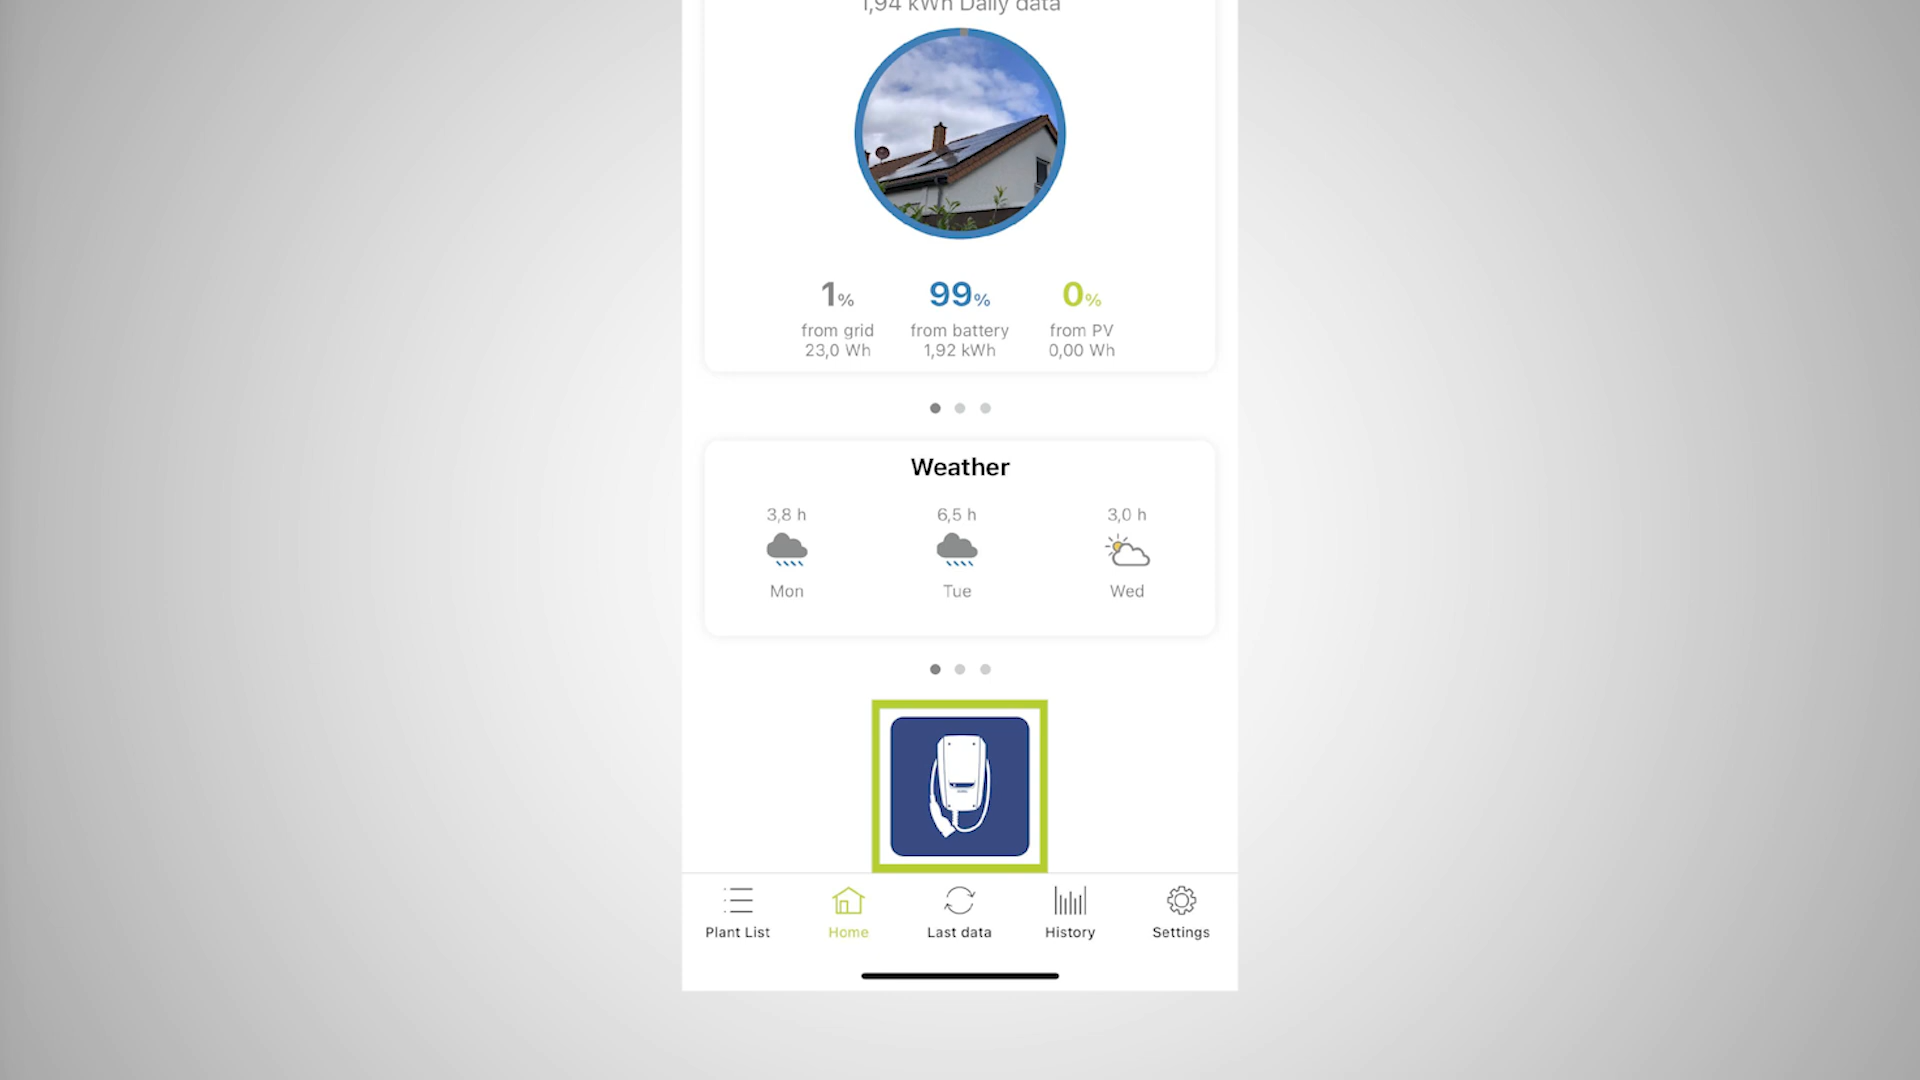 1,94 kWh Daily data
1% 99% 0%
from grid from battery from PV
23,0 Wh 1,92 kWh 0,00 Wh
Weather
3,8 h 6,5 h 3,0 h
Mon Tue Wed
Plant List Home Last data History Settings